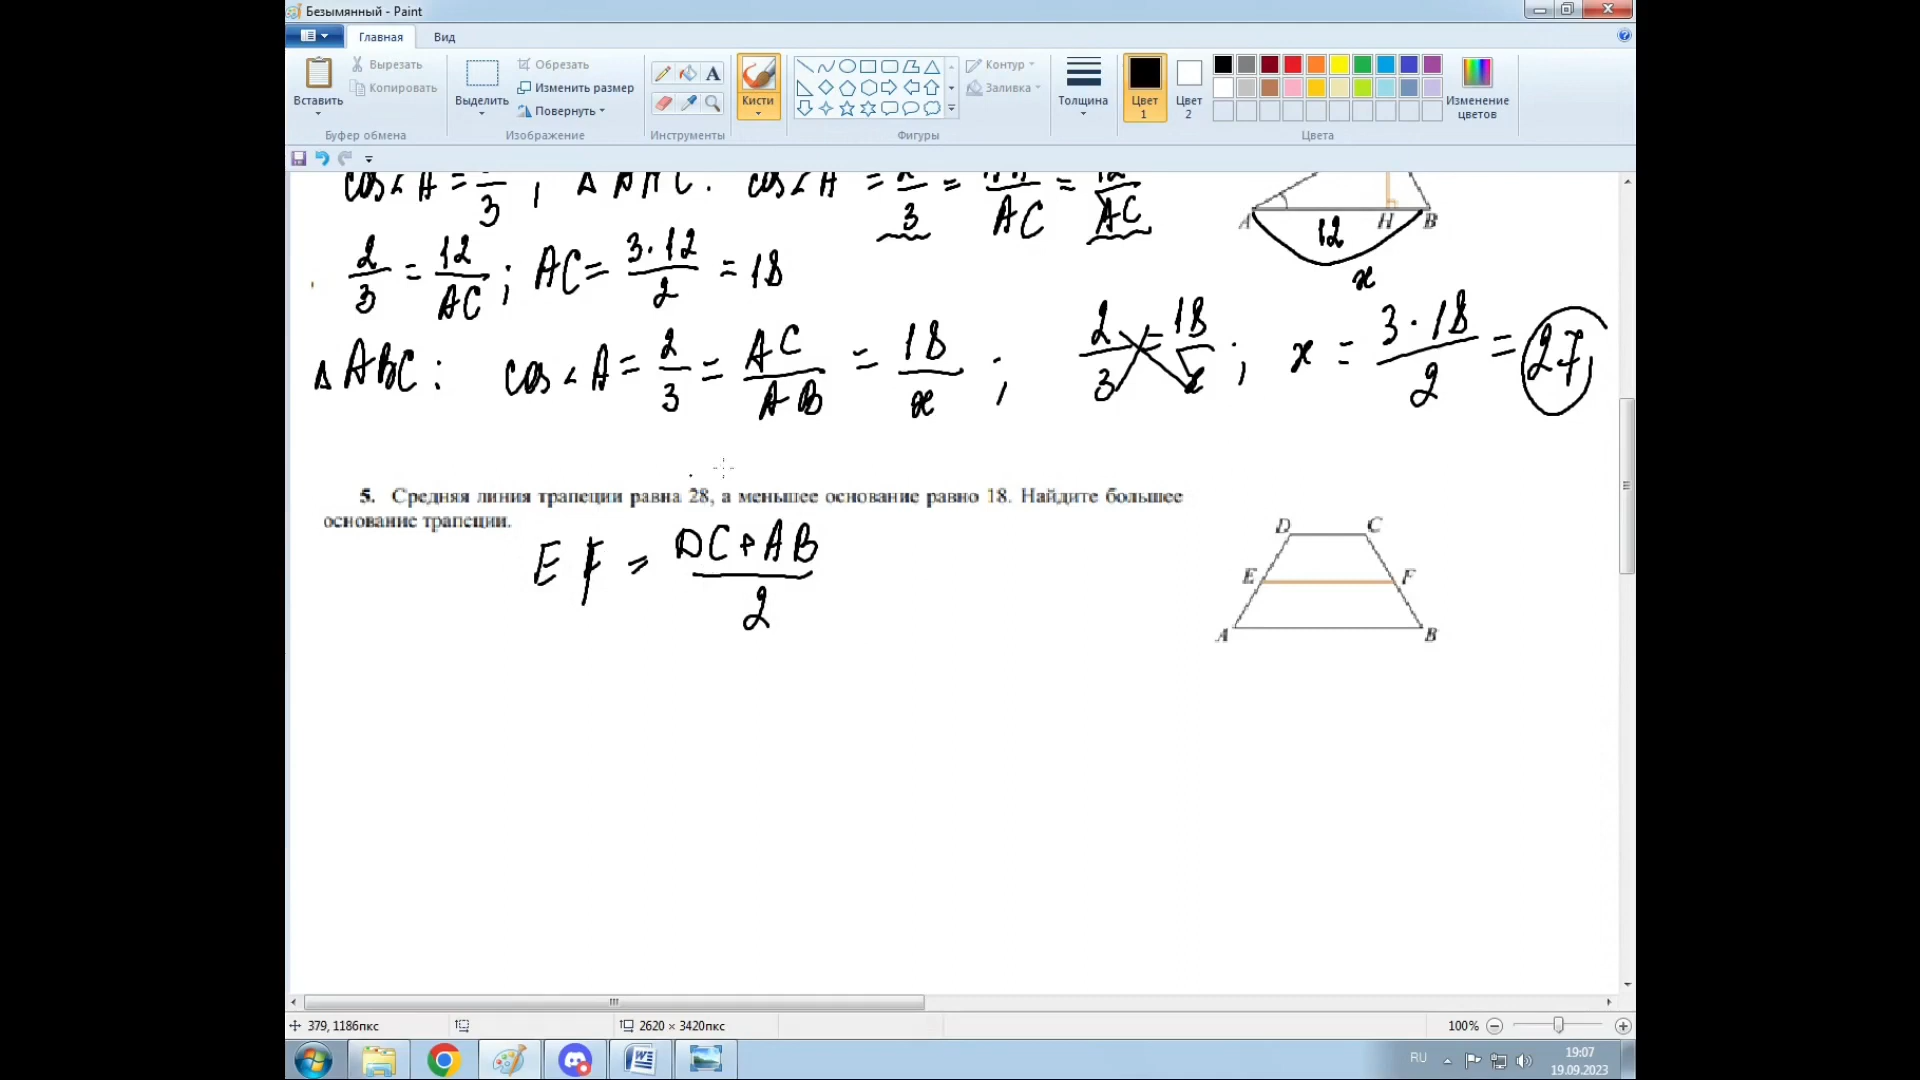 Безымянный - Paint
Главная Вид
Вставить
Вырезать
Копировать
Буфер обмена
Выделить
Обрезать
Изменить размер
Повернуть
Изображение
A
Инструменты
Кисти
Фигуры
Контур
Заливка
Толщина
Цвет 1
Цвет 2
Изменение цветов
Цвета
A H B
12
x
2/3 = 12/AC ; AC = 3·12/2 = 18
△ABC: cos∠A = 2/3 = AC/AB = 18/x ; 2/3 = 18/x ; x = 3·18/2 = 27,
5. Средняя линия трапеции равна 28, а меньшее основание равно 18. Найдите большее
основание трапеции.
EF = DC+AB/2
D C
E F
A B
379, 1186пкс
2620 × 3420пкс
100%
RU
19:07
19.09.2023